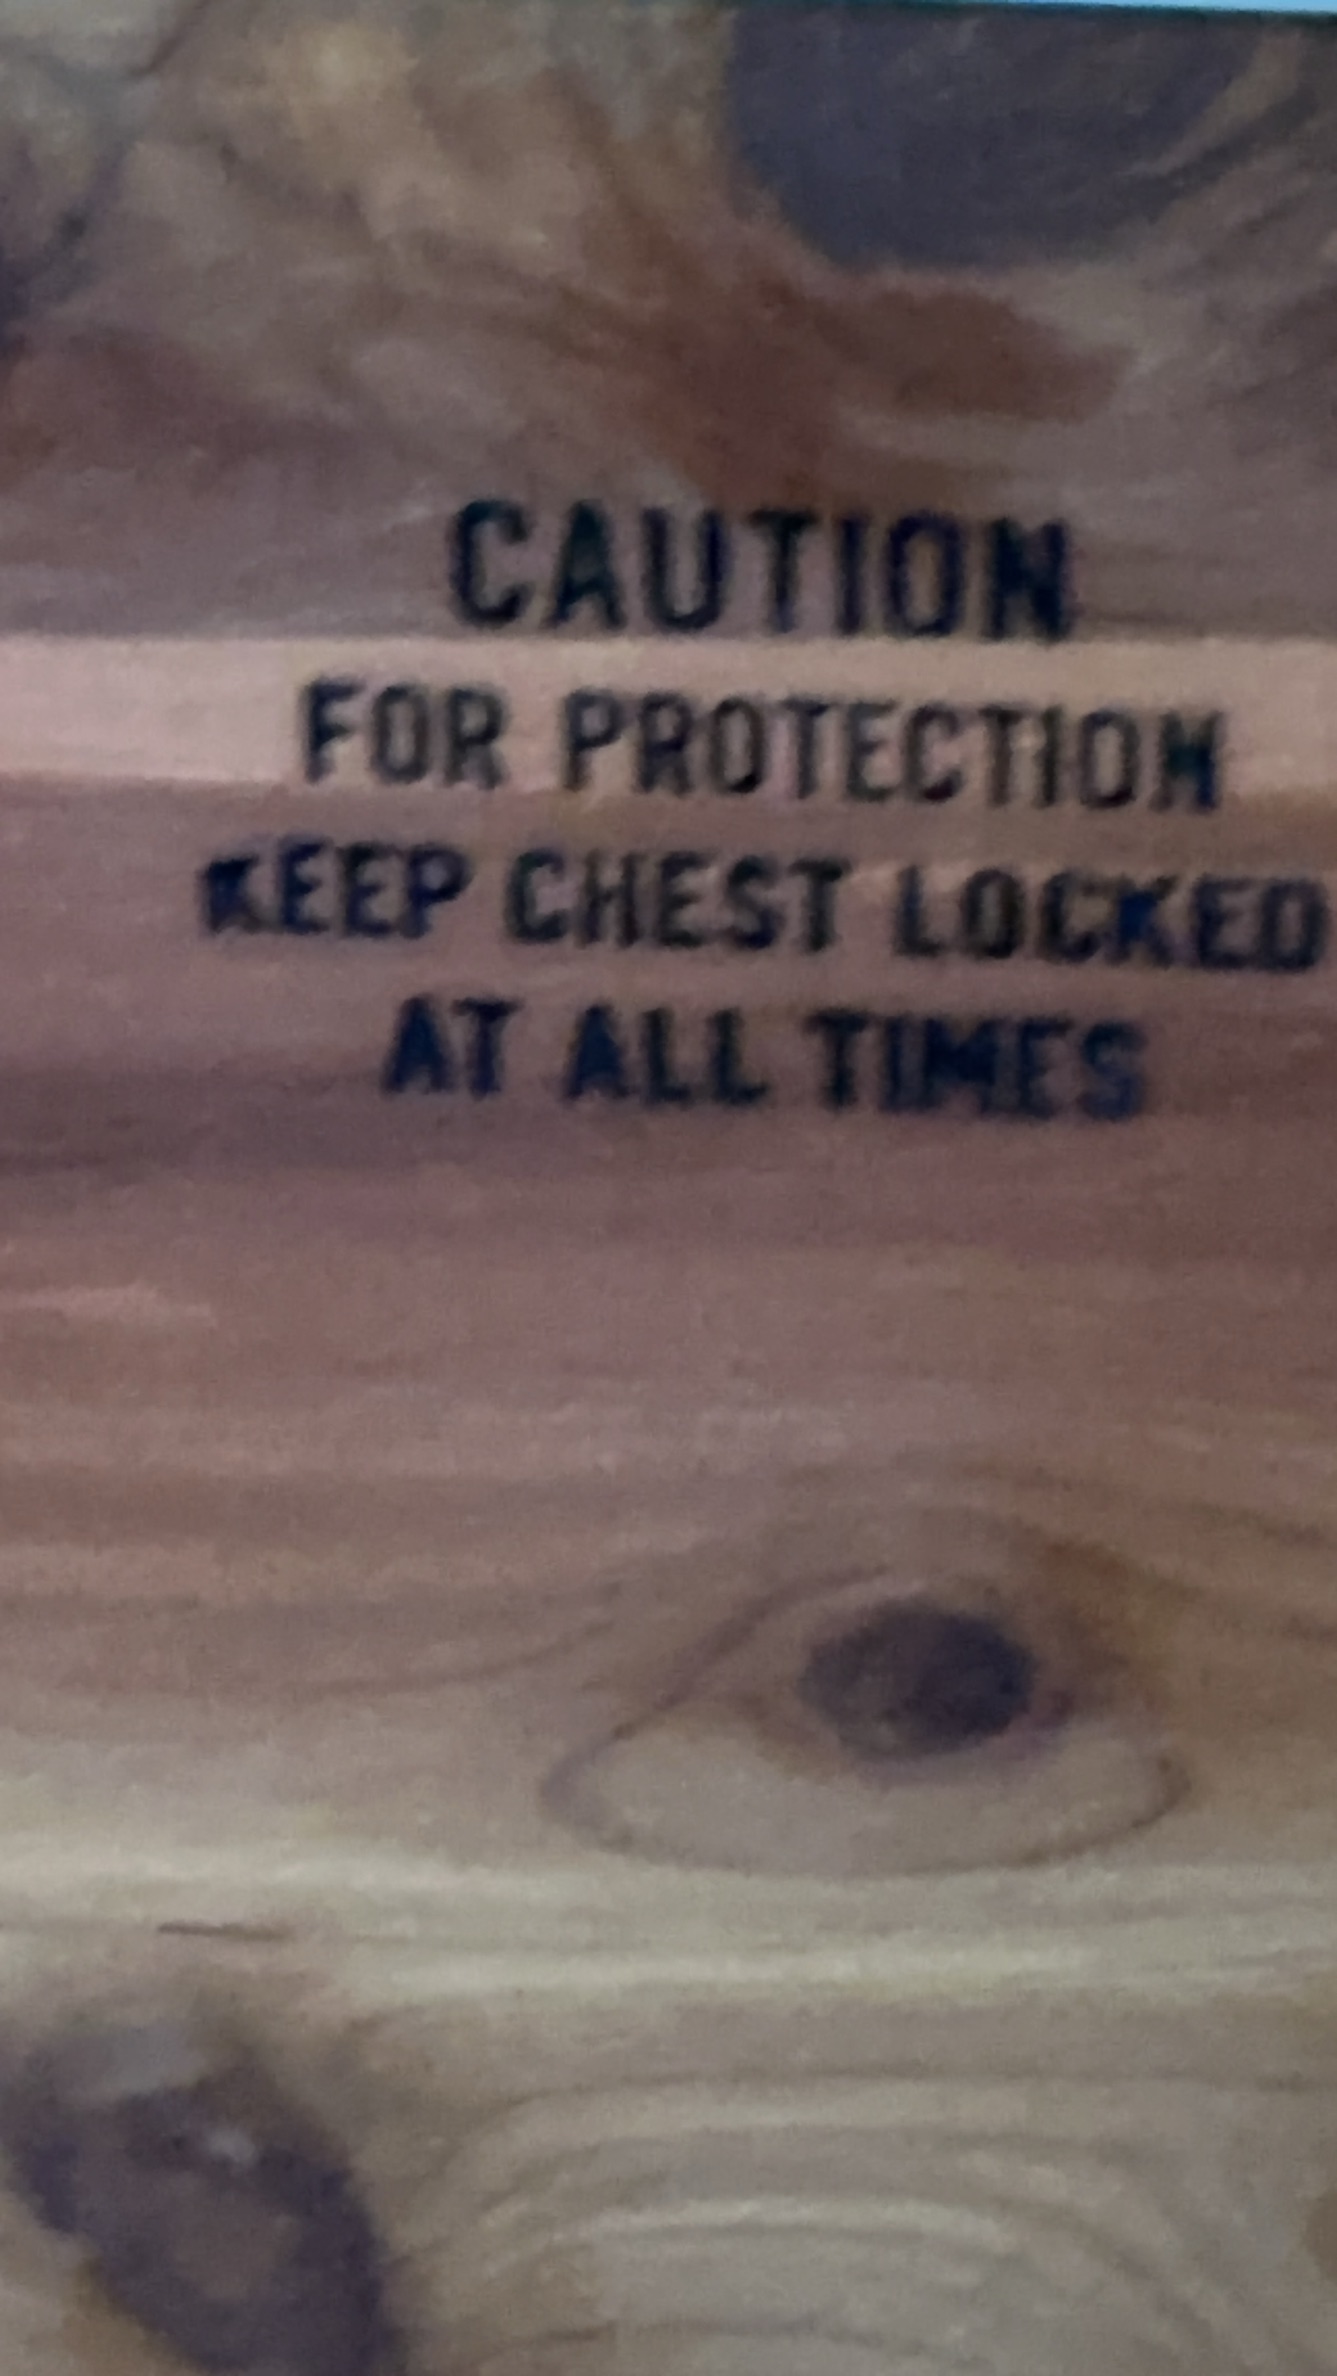 CAUTION
FOR PROTECTION
KEEP CHEST LOCKED
AT ALL TIMES